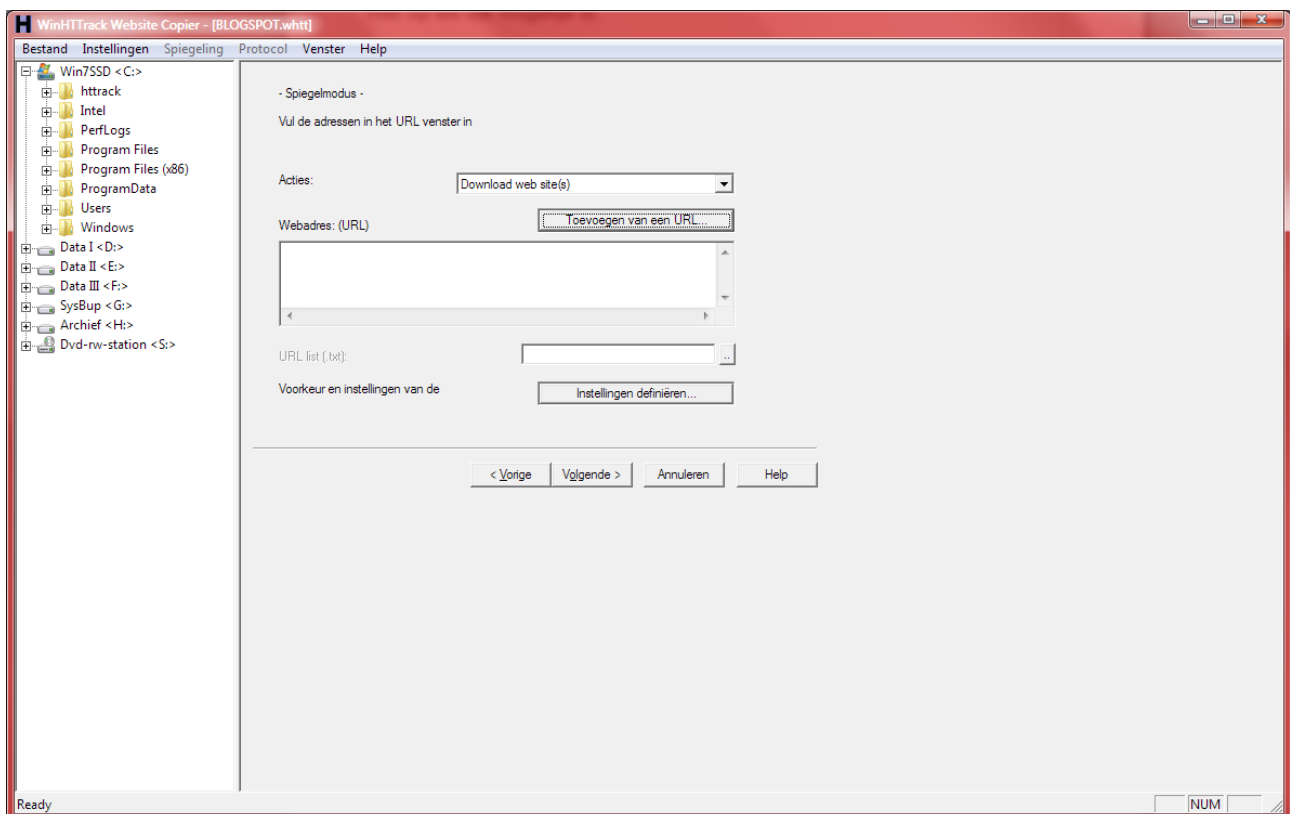 WinHTTrack Website Copier - [BLOGSPOT.whtt]
Bestand Instellingen Spiegeling Protocol Venster Help
Win7SSD <C:>
httrack
Intel
PerfLogs
Program Files
Program Files (x86)
ProgramData
Users
Windows
Data I <D:>
Data II <E:>
Data III <F:>
SysBup <G:>
Archief <H:>
Dvd-rw-station <S:>
- Spiegelmodus -
Vul de adressen in het URL venster in
Acties: Download web site(s)
Webadres: (URL) Toevoegen van een URL...
URL list (.txt): ..
Voorkeur en instellingen van de Instellingen definiëren...
< Vorige Volgende > Annuleren Help
Ready NUM